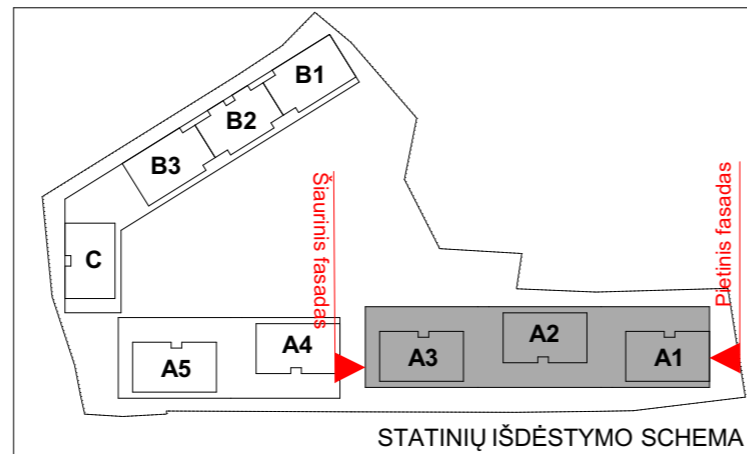 B1
B2
B3
Šiaurinis fasadas
Pietinis fasadas
C
A2
A4
A3
A1
A5
STATINIŲ IŠDĖSTYMO SCHEMA